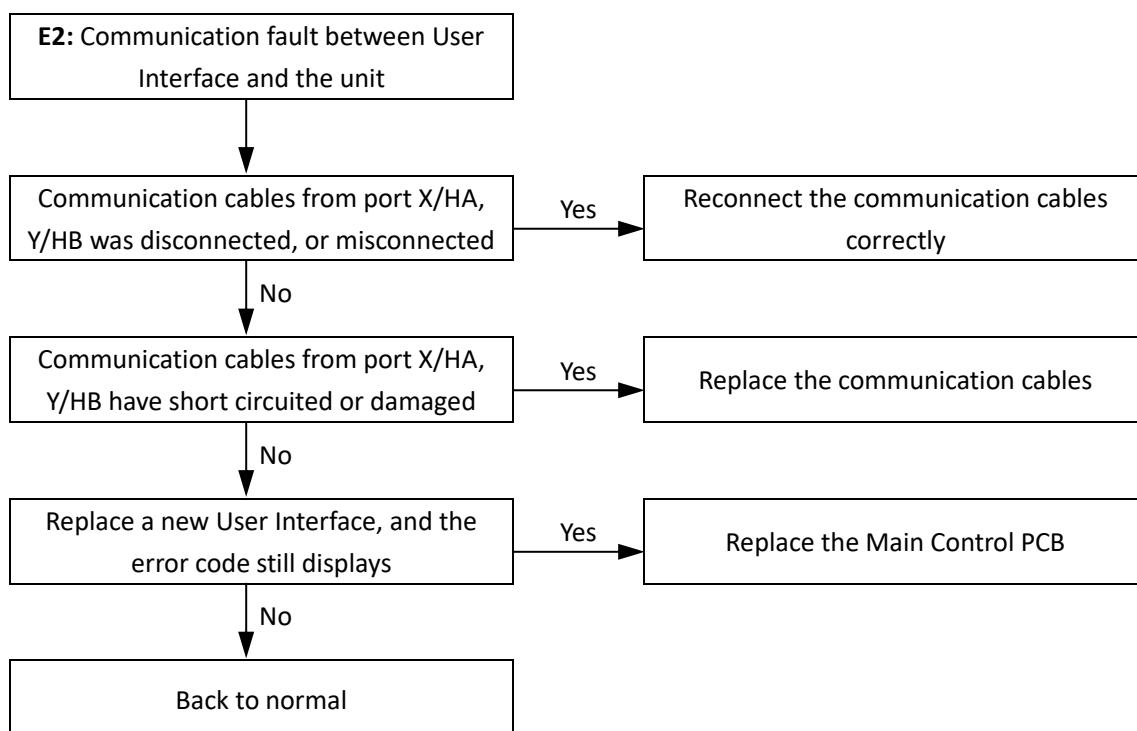 E2: Communication fault between User
Interface and the unit
Communication cables from port X/HA,
Y/HB was disconnected, or misconnected
Yes
Reconnect the communication cables
correctly
No
Communication cables from port X/HA,
Y/HB have short circuited or damaged
Yes
Replace the communication cables
No
Replace a new User Interface, and the
error code still displays
Yes
Replace the Main Control PCB
No
Back to normal